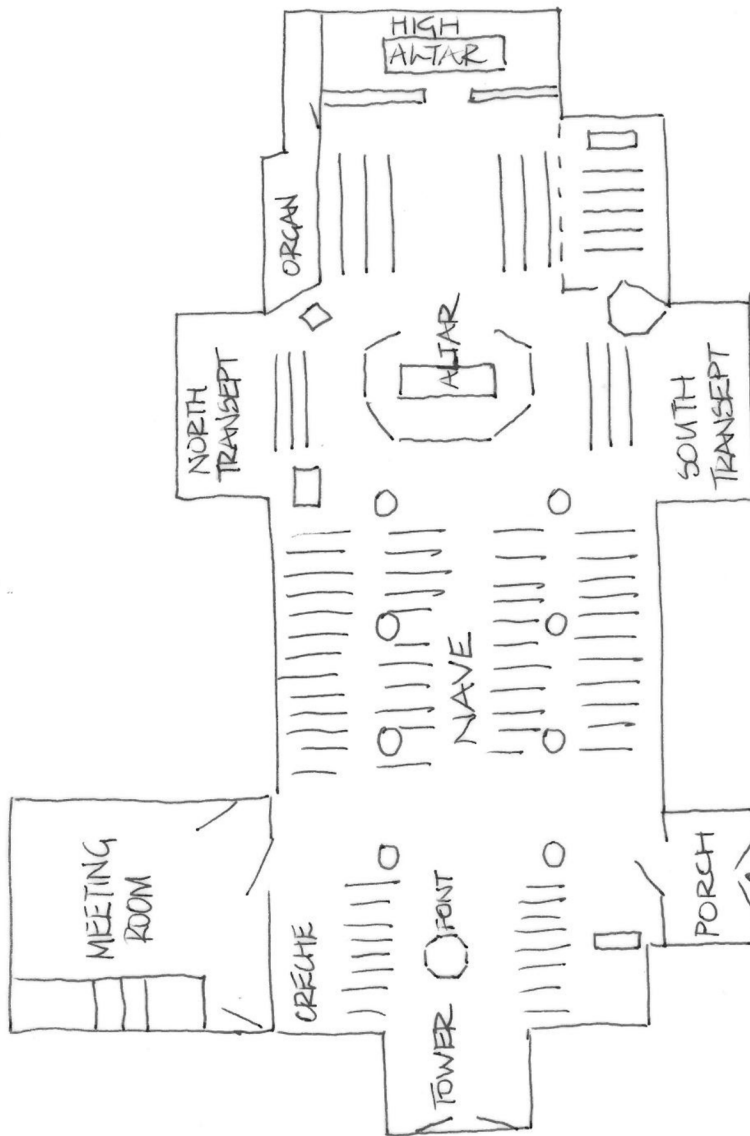 HIGH
ALTAR
ORGAN
NORTH
TRANSEPT
ALTAR
SOUTH
TRANSEPT
NAVE
MEETING
ROOM
CRECHE
FONT
PORCH
TOWER